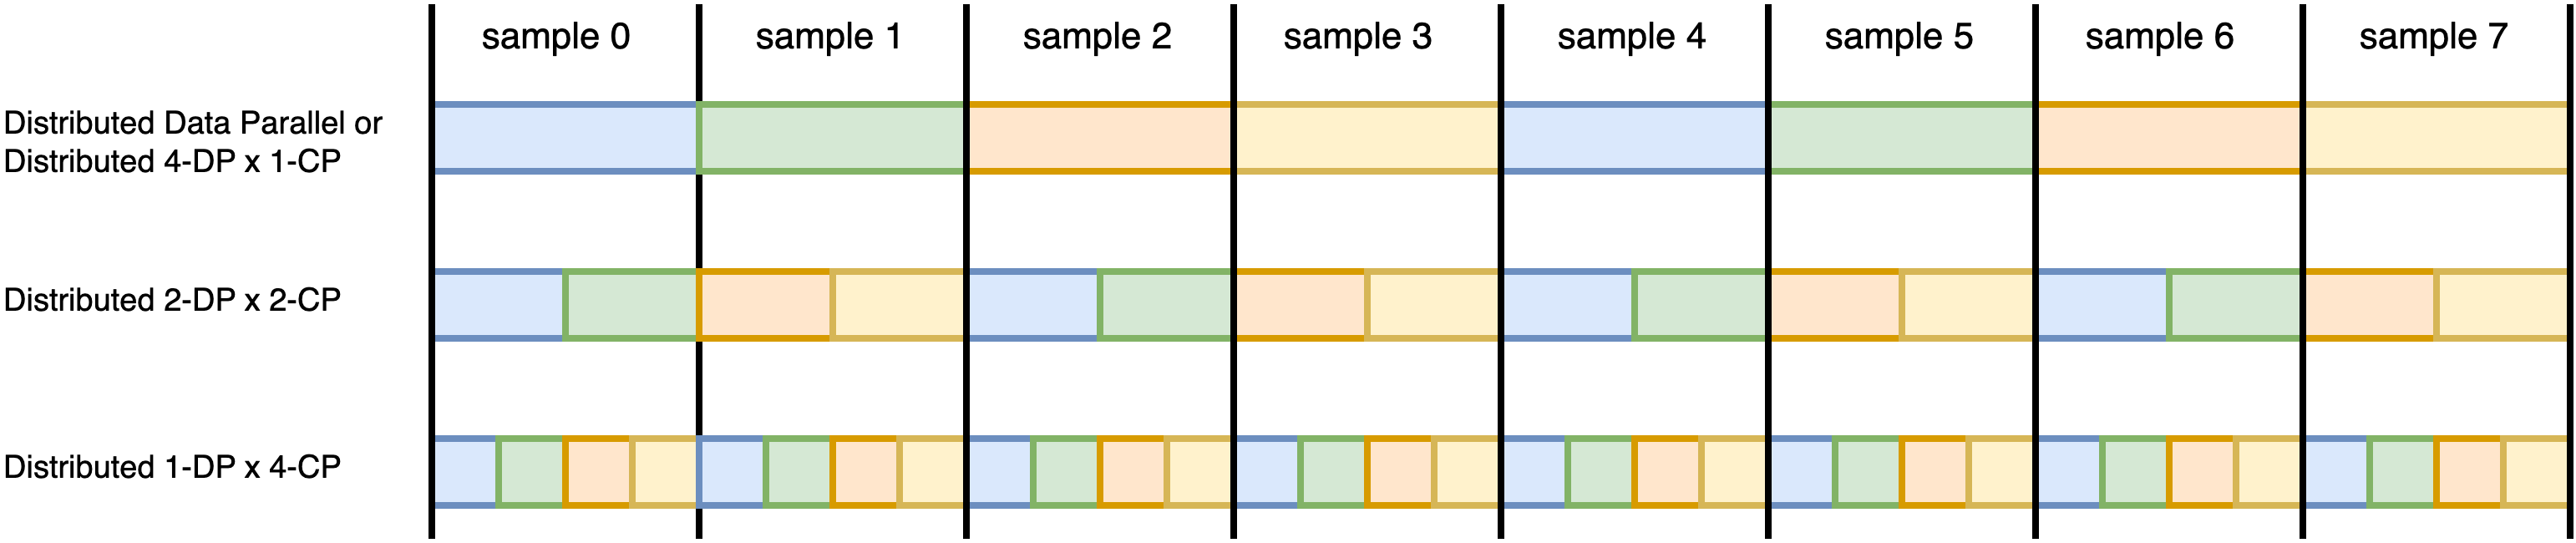 sample 0
sample 1
sample 2
sample 3
sample 4
sample 5
sample 6
sample 7
Distributed Data Parallel or
Distributed 4-DP x 1-CP
Distributed 2-DP x 2-CP
Distributed 1-DP x 4-CP